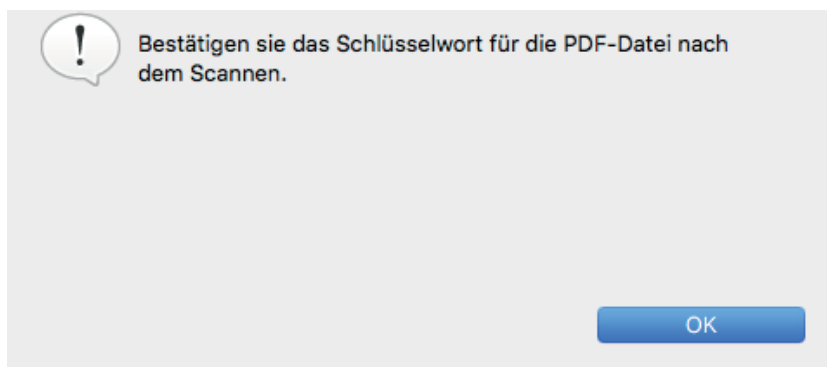 Bestätigen sie das Schlüsselwort für die PDF-Datei nach
dem Scannen.
OK